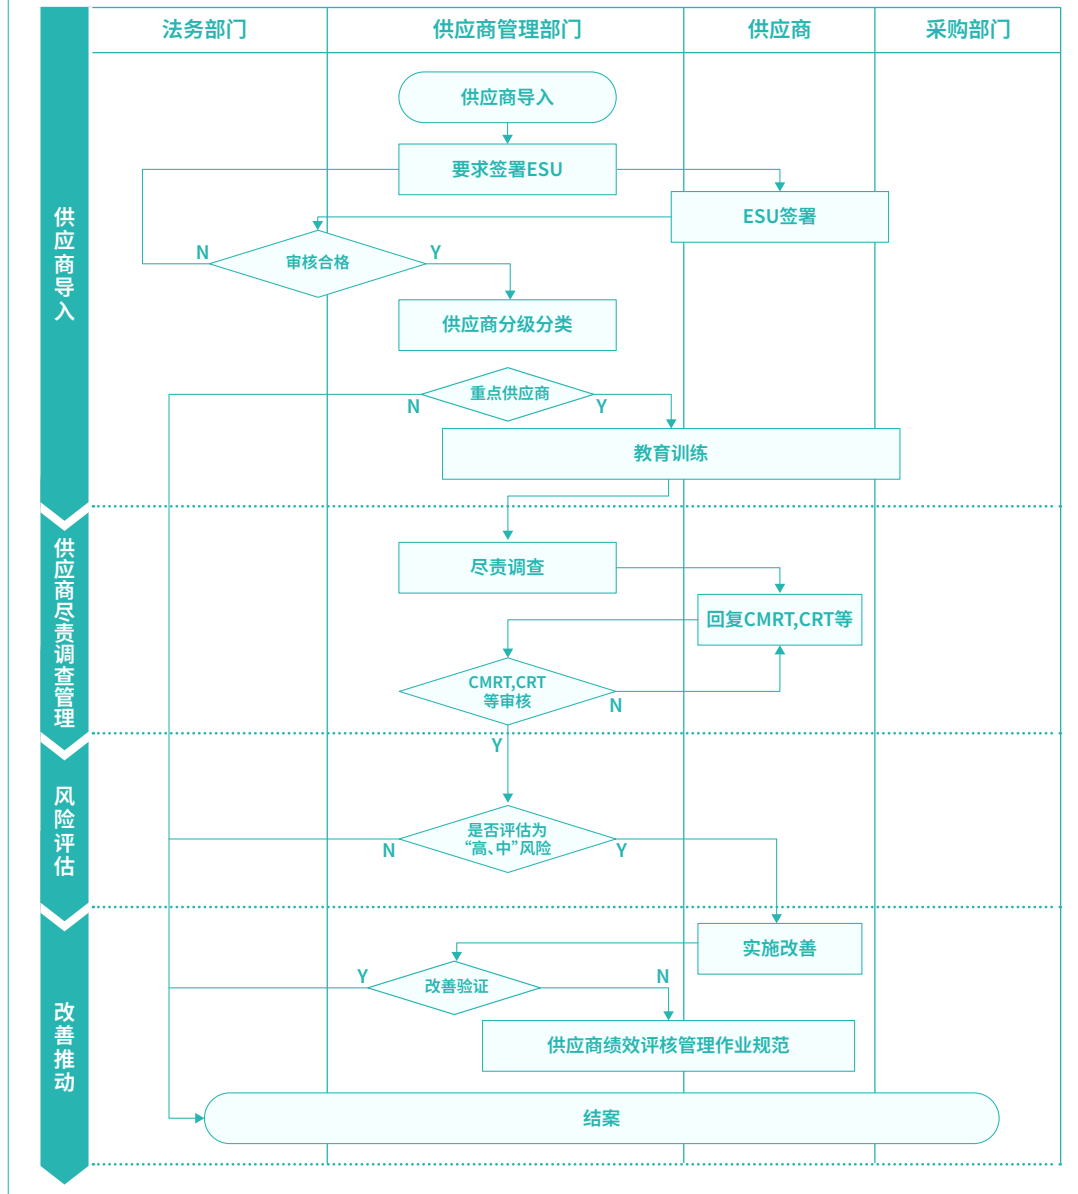 法务部门
供应商管理部门
供应商
采购部门
供应商导入
供应商导入
要求签署ESU
ESU签署
审核合格
N
Y
供应商分级分类
重点供应商
N
Y
教育训练
供应商尽责调查管理
尽责调查
回复CMRT,CRT等
CMRT,CRT
等审核
N
Y
风险评估
是否评估为
“高、中”风险
N
Y
改善推动
实施改善
改善验证
Y
N
供应商绩效评核管理作业规范
结案